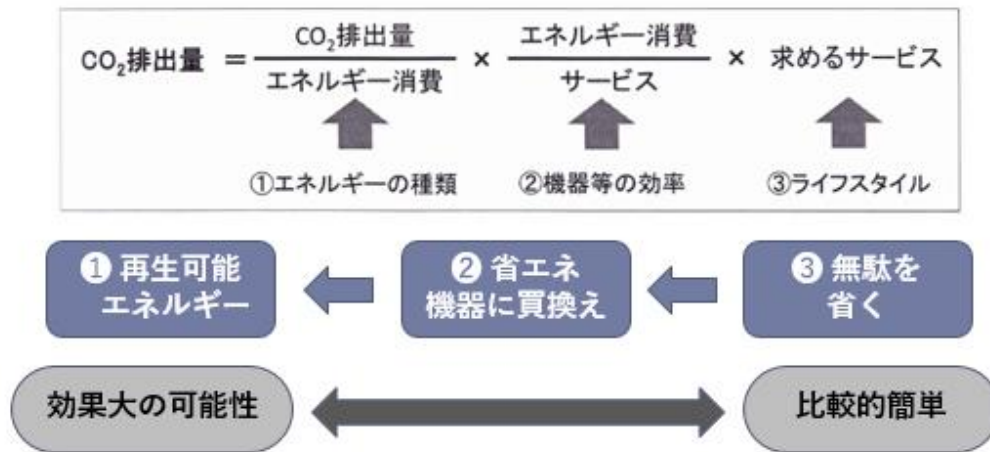 CO₂排出量 = CO₂排出量 / エネルギー消費 × エネルギー消費 / サービス × 求めるサービス
①エネルギーの種類 ②機器等の効率 ③ライフスタイル
❶ 再生可能
エネルギー
❷ 省エネ
機器に買換え
❸ 無駄を
省く
効果大の可能性
比較的簡単